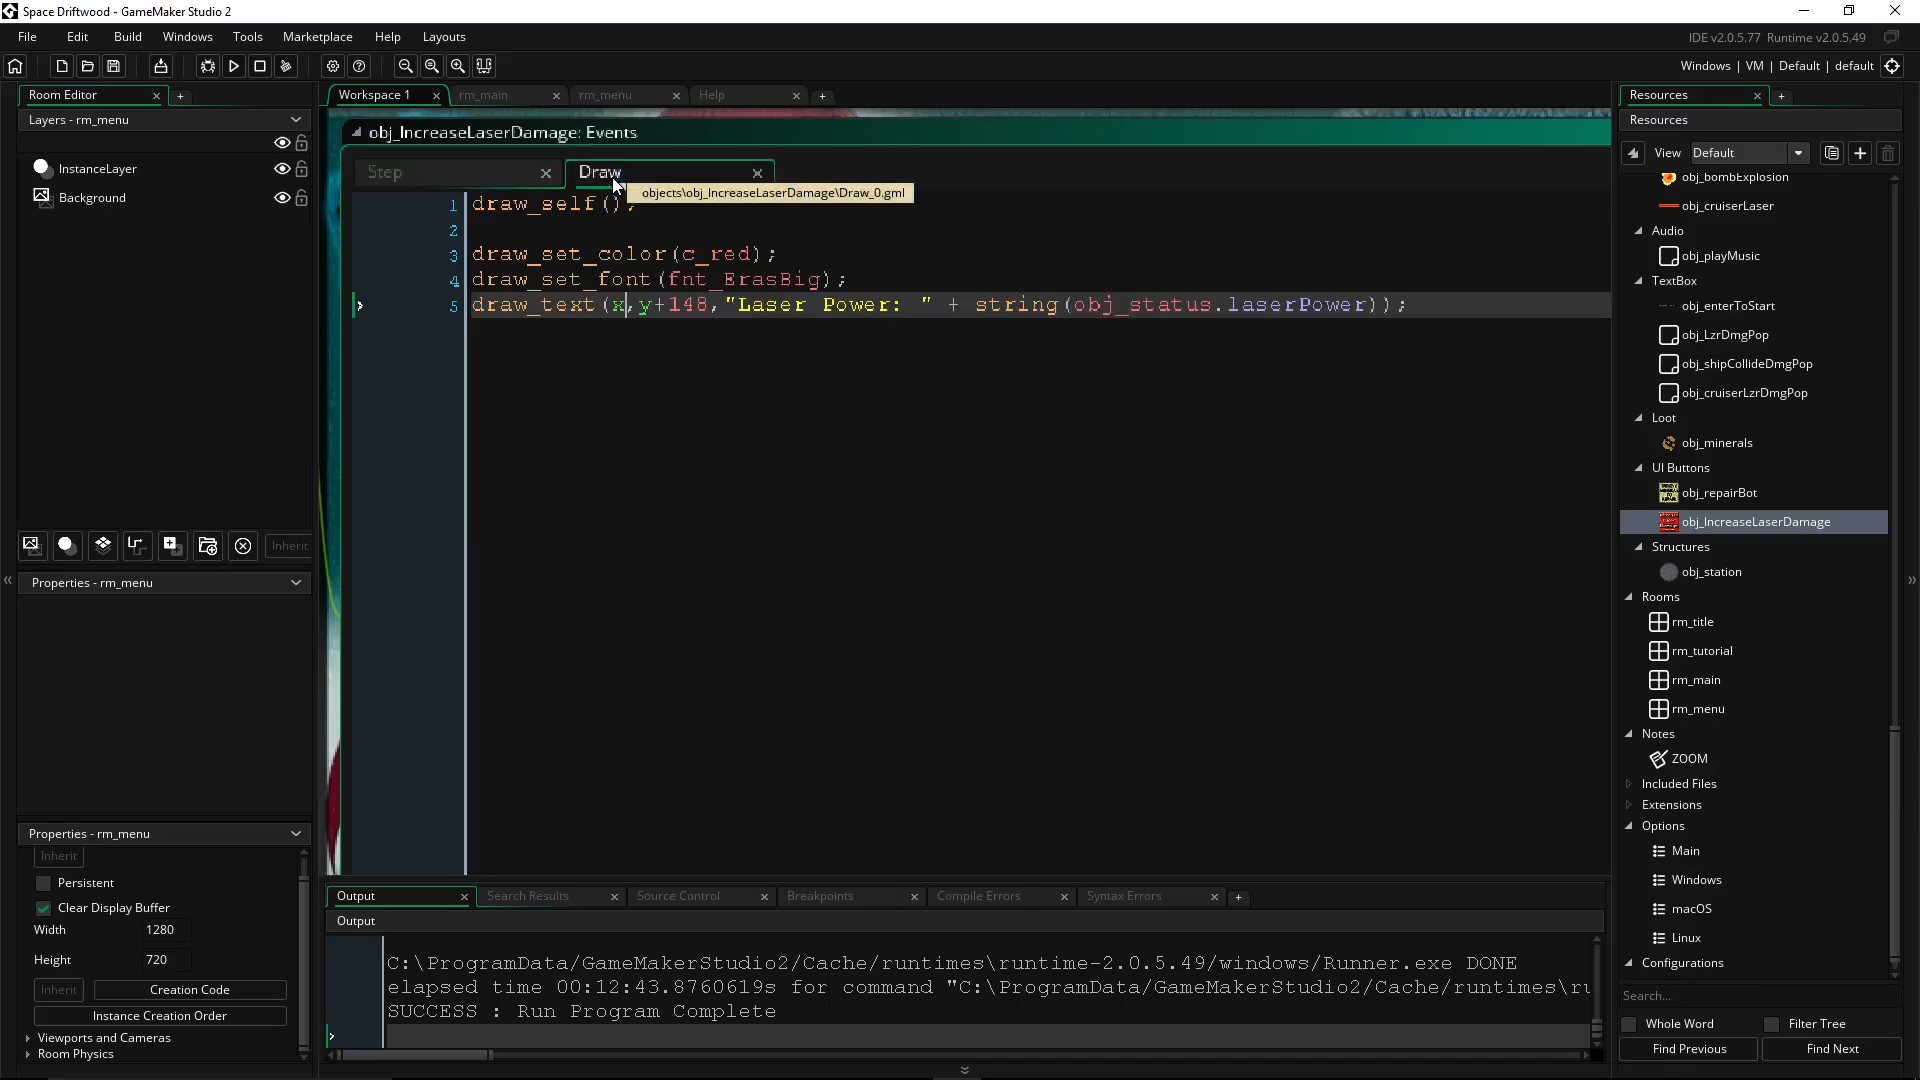 Space Driftwood - GameMaker Studio 2
File Edit Build Windows Tools Marketplace Help Layouts
IDE v2.0.5.77 Runtime v2.0.5.49
Windows | VM | Default | default
Room Editor
Layers - rm_menu
InstanceLayer
Background
Inherit
Properties - rm_menu
Properties - rm_menu
Inherit
Persistent
Clear Display Buffer
Width 1280
Height 720
Inherit Creation Code
Instance Creation Order
Viewports and Cameras
Room Physics
Workspace 1 rm_main rm_menu Help
obj_IncreaseLaserDamage: Events
Step Draw
objects\obj_IncreaseLaserDamage\Draw_0.gml
1 draw_self();
2
3 draw_set_color(c_red);
4 draw_set_font(fnt_ErasBig);
5 draw_text(x,y+148,"Laser Power: " + string(obj_status.laserPower));
Output Search Results Source Control Breakpoints Compile Errors Syntax Errors
Output
C:\ProgramData/GameMakerStudio2/Cache/runtimes\runtime-2.0.5.49/windows/Runner.exe DONE
elapsed time 00:12:43.8760619s for command "C:\ProgramData/GameMakerStudio2/Cache/runtimes\ru
SUCCESS : Run Program Complete
Resources
Resources
View Default
obj_bombExplosion
obj_cruiserLaser
Audio
obj_playMusic
TextBox
obj_enterToStart
obj_LzrDmgPop
obj_shipCollideDmgPop
obj_cruiserLzrDmgPop
Loot
obj_minerals
UI Buttons
obj_repairBot
obj_IncreaseLaserDamage
Structures
obj_station
Rooms
rm_title
rm_tutorial
rm_main
rm_menu
Notes
ZOOM
Included Files
Extensions
Options
Main
Windows
macOS
Linux
Configurations
Search...
Whole Word Filter Tree
Find Previous Find Next